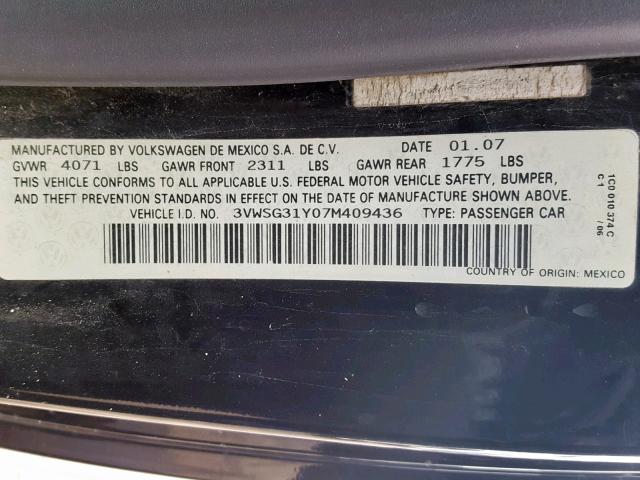 MANUFACTURED BY VOLKSWAGEN DE MEXICO S.A. DE C.V. DATE 01.07
GVWR 4071 LBS GAWR FRONT 2311 LBS GAWR REAR 1775 LBS
THIS VEHICLE CONFORMS TO ALL APPLICABLE U.S. FEDERAL MOTOR VEHICLE SAFETY, BUMPER,
AND THEFT PREVENTION STANDARDS IN EFFECT ON THE DATE OF MANUFACTURE SHOWN ABOVE.
VEHICLE I.D. NO. 3VWSG31Y07M409436 TYPE: PASSENGER CAR
COUNTRY OF ORIGIN: MEXICO
1C0 010 374 C
C1 /06